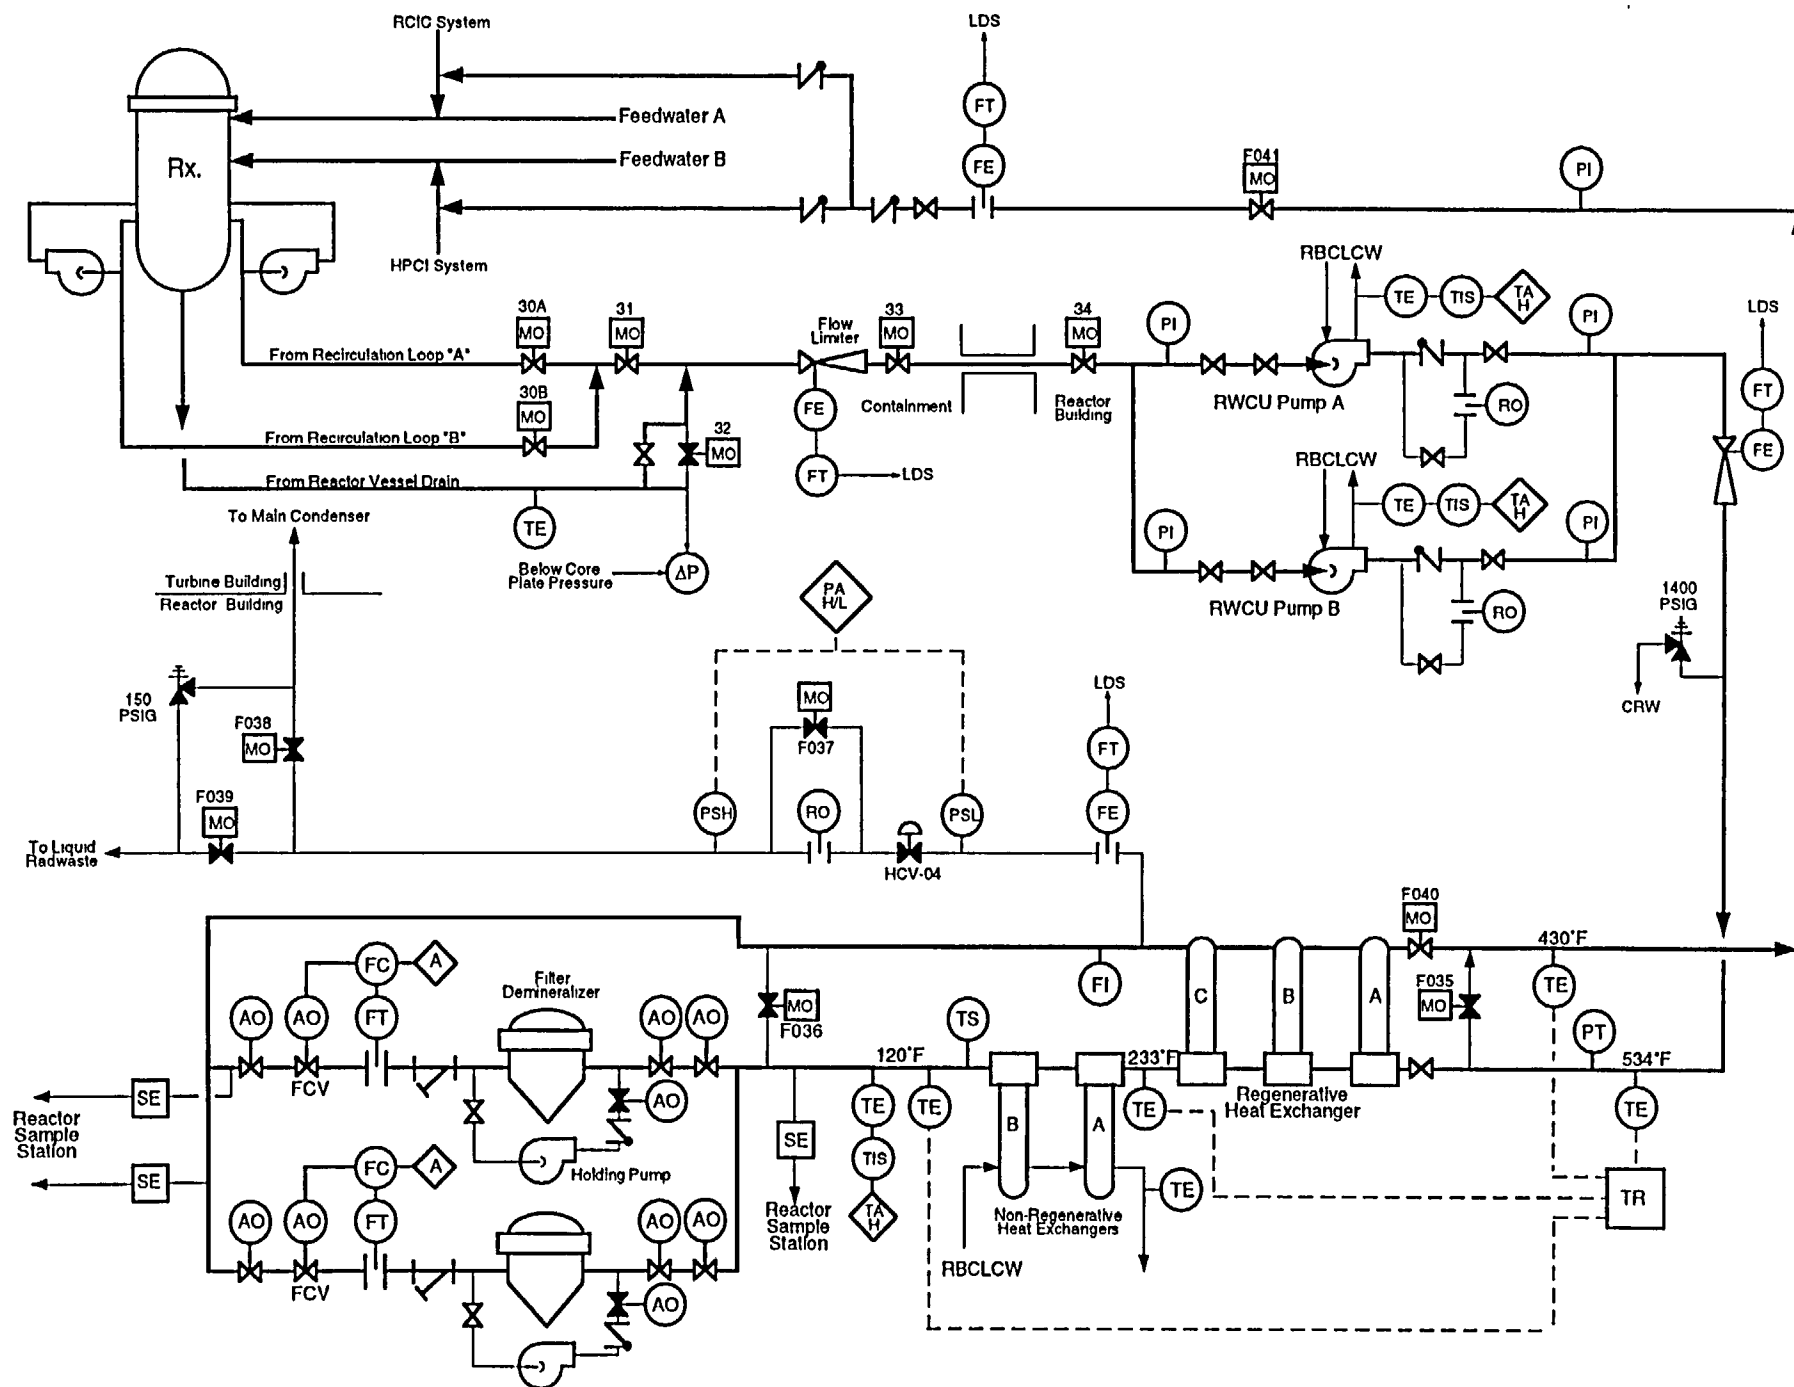 RCIC System
LDS
FT
FE
F041
MO
PI
Feedwater A
Feedwater B
Rx.
HPCI System
RBCLCW
TE
TIS
TA
H
PI
PI
LDS
FT
FE
30A
MO
31
MO
Flow
Limiter
33
MO
34
MO
From Recirculation Loop "A"
FE
Containment
Reactor
Building
RWCU Pump A
RO
30B
MO
From Recirculation Loop "B"
32
MO
FT
LDS
RBCLCW
TE
TIS
TA
H
From Reactor Vessel Drain
TE
PI
PI
To Main Condenser
Below Core
Plate Pressure
ΔP
Turbine Building
Reactor Building
PA
H/L
RWCU Pump B
RO
1400
PSIG
CRW
150
PSIG
F038
MO
MO
F037
LDS
FT
F039
MO
PSH
RO
PSL
FE
To Liquid
Radwaste
HCV-04
F040
MO
430°F
FC
A
Filter
Demineralizer
FI
C
B
A
F035
MO
TE
AO
AO
FT
AO
AO
MO
F036
TS
PT
120°F
233°F
534°F
FCV
AO
Regenerative
Heat Exchanger
SE
Reactor
Sample
Station
TE
TE
B
A
TE
TE
SE
TIS
SE
FC
A
Holding Pump
TE
TR
AO
AO
FT
AO
AO
Reactor
Sample
Station
TA
H
Non-Regenerative
Heat Exchangers
RBCLCW
FCV
AO